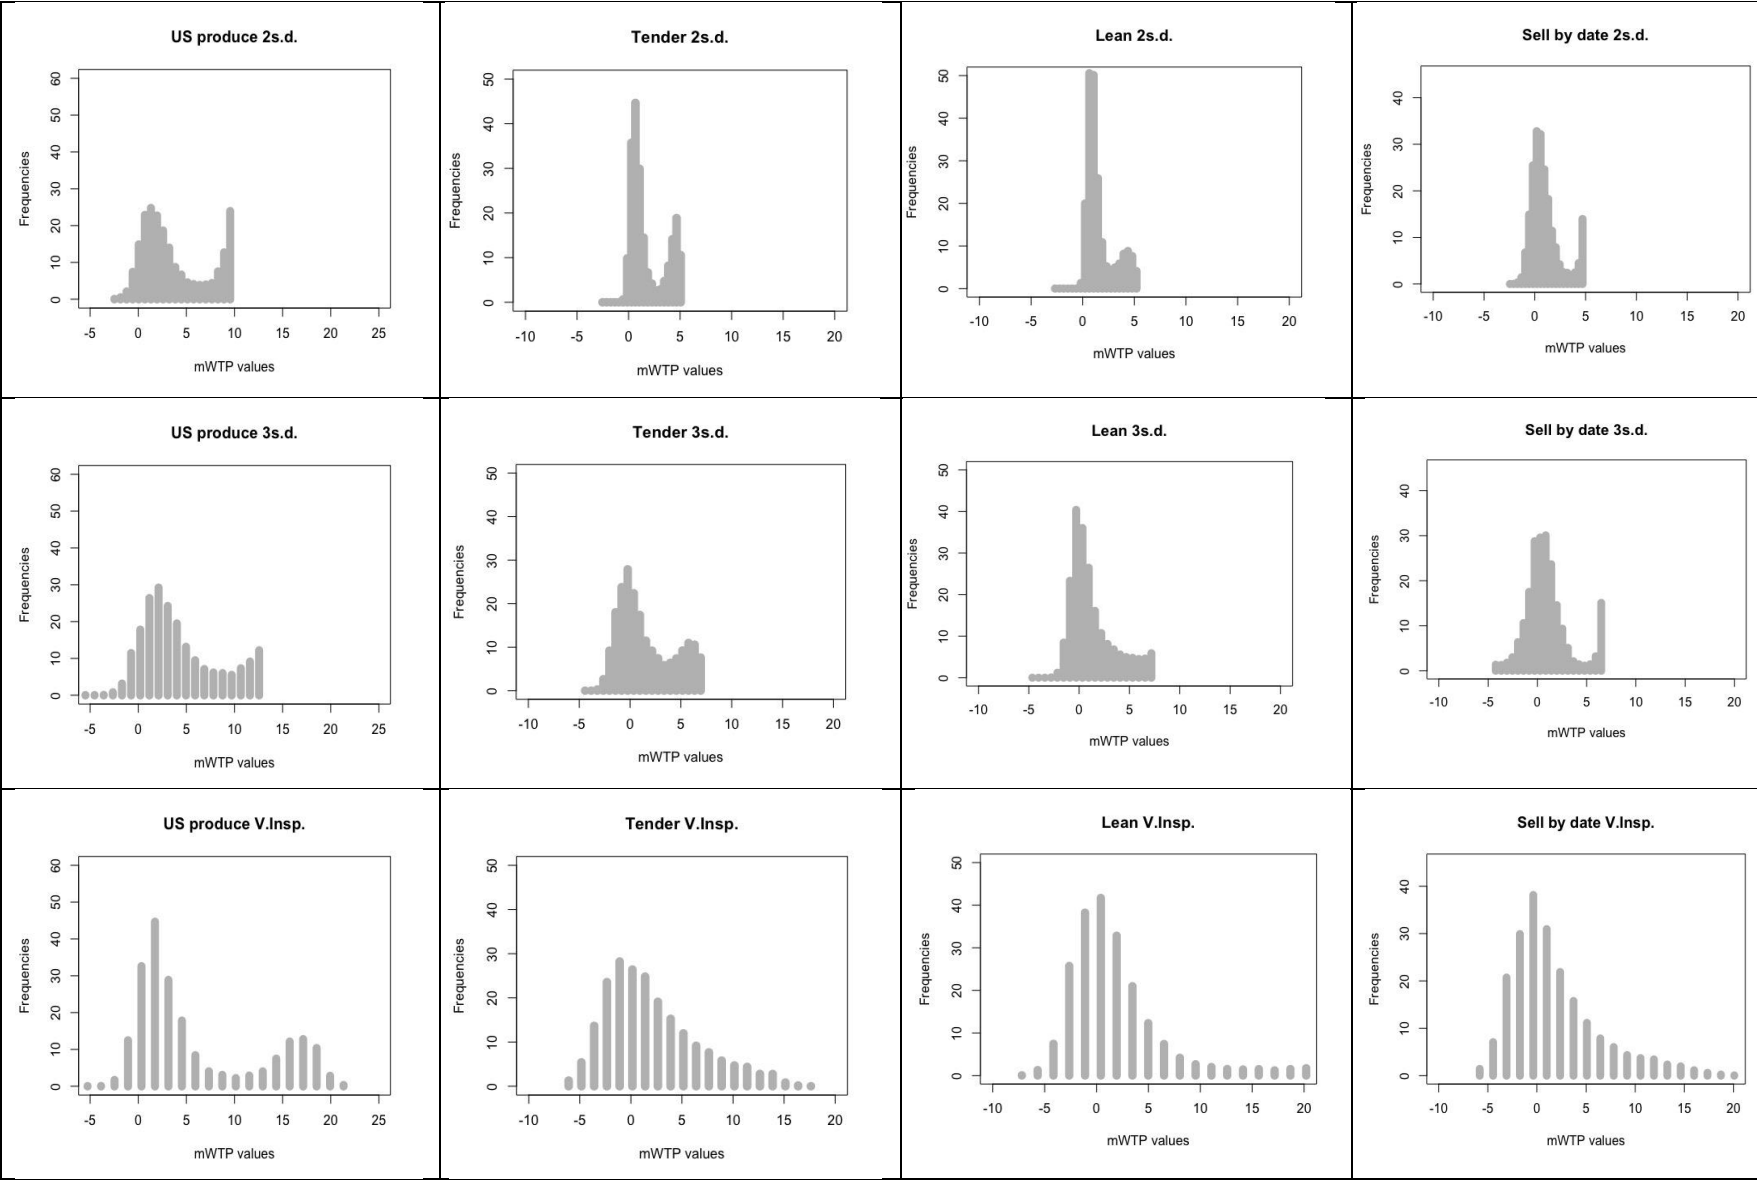 US produce 2s.d.
Frequencies
60
50
40
30
20
10
0
-5 0 5 10 15 20 25
mWTP values
Tender 2s.d.
Frequencies
50
40
30
20
10
0
-10 -5 0 5 10 15 20
mWTP values
Lean 2s.d.
Frequencies
50
40
30
20
10
0
-10 -5 0 5 10 15 20
mWTP values
Sell by date 2s.d.
Frequencies
40
30
20
10
0
-10 -5 0 5 10 15 20
mWTP values
US produce 3s.d.
Frequencies
60
50
40
30
20
10
0
-5 0 5 10 15 20 25
mWTP values
Tender 3s.d.
Frequencies
50
40
30
20
10
0
-10 -5 0 5 10 15 20
mWTP values
Lean 3s.d.
Frequencies
50
40
30
20
10
0
-10 -5 0 5 10 15 20
mWTP values
Sell by date 3s.d.
Frequencies
40
30
20
10
0
-10 -5 0 5 10 15 20
mWTP values
US produce V.Insp.
Frequencies
60
50
40
30
20
10
0
-5 0 5 10 15 20 25
mWTP values
Tender V.Insp.
Frequencies
50
40
30
20
10
0
-10 -5 0 5 10 15 20
mWTP values
Lean V.Insp.
Frequencies
50
40
30
20
10
0
-10 -5 0 5 10 15 20
mWTP values
Sell by date V.Insp.
Frequencies
40
30
20
10
0
-10 -5 0 5 10 15 20
mWTP values